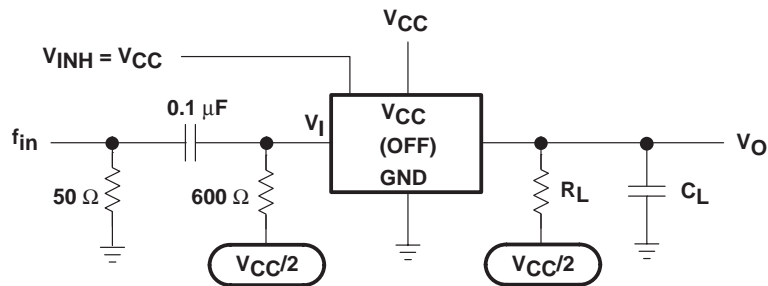 VCC
VINH = VCC
0.1 μF
fin
VI
VCC
(OFF)
GND
VO
50 Ω
600 Ω
RL
CL
VCC/2
VCC/2